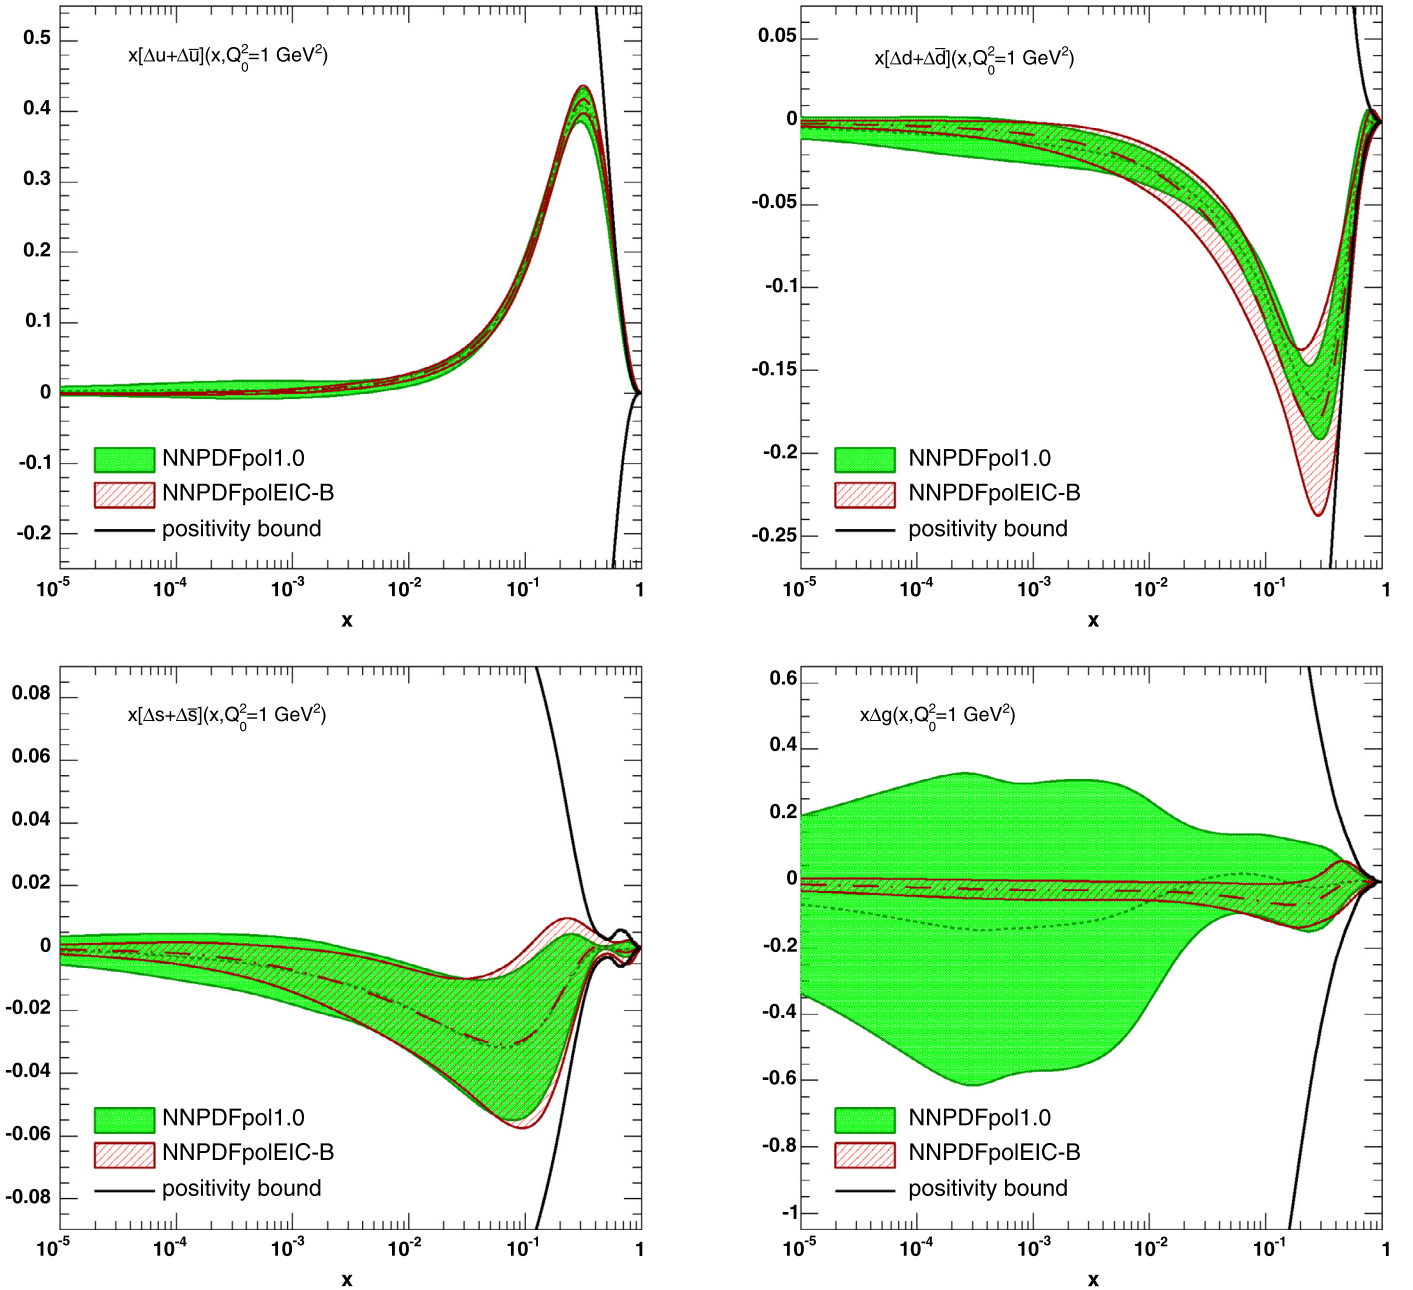 x[Δu+Δū](x,Q₀²=1 GeV²)
0.5
0.4
0.3
0.2
0.1
0
-0.1
-0.2
NNPDFpol1.0
NNPDFpolEIC-B
positivity bound
10⁻⁵ 10⁻⁴ 10⁻³ 10⁻² 10⁻¹ 1
x
x[Δd+Δd̄](x,Q₀²=1 GeV²)
0.05
0
-0.05
-0.1
-0.15
-0.2
-0.25
NNPDFpol1.0
NNPDFpolEIC-B
positivity bound
10⁻⁵ 10⁻⁴ 10⁻³ 10⁻² 10⁻¹ 1
x
x[Δs+Δs̄](x,Q₀²=1 GeV²)
0.08
0.06
0.04
0.02
0
-0.02
-0.04
-0.06
-0.08
NNPDFpol1.0
NNPDFpolEIC-B
positivity bound
10⁻⁵ 10⁻⁴ 10⁻³ 10⁻² 10⁻¹ 1
x
xΔg(x,Q₀²=1 GeV²)
0.6
0.4
0.2
0
-0.2
-0.4
-0.6
-0.8
-1
NNPDFpol1.0
NNPDFpolEIC-B
positivity bound
10⁻⁵ 10⁻⁴ 10⁻³ 10⁻² 10⁻¹ 1
x